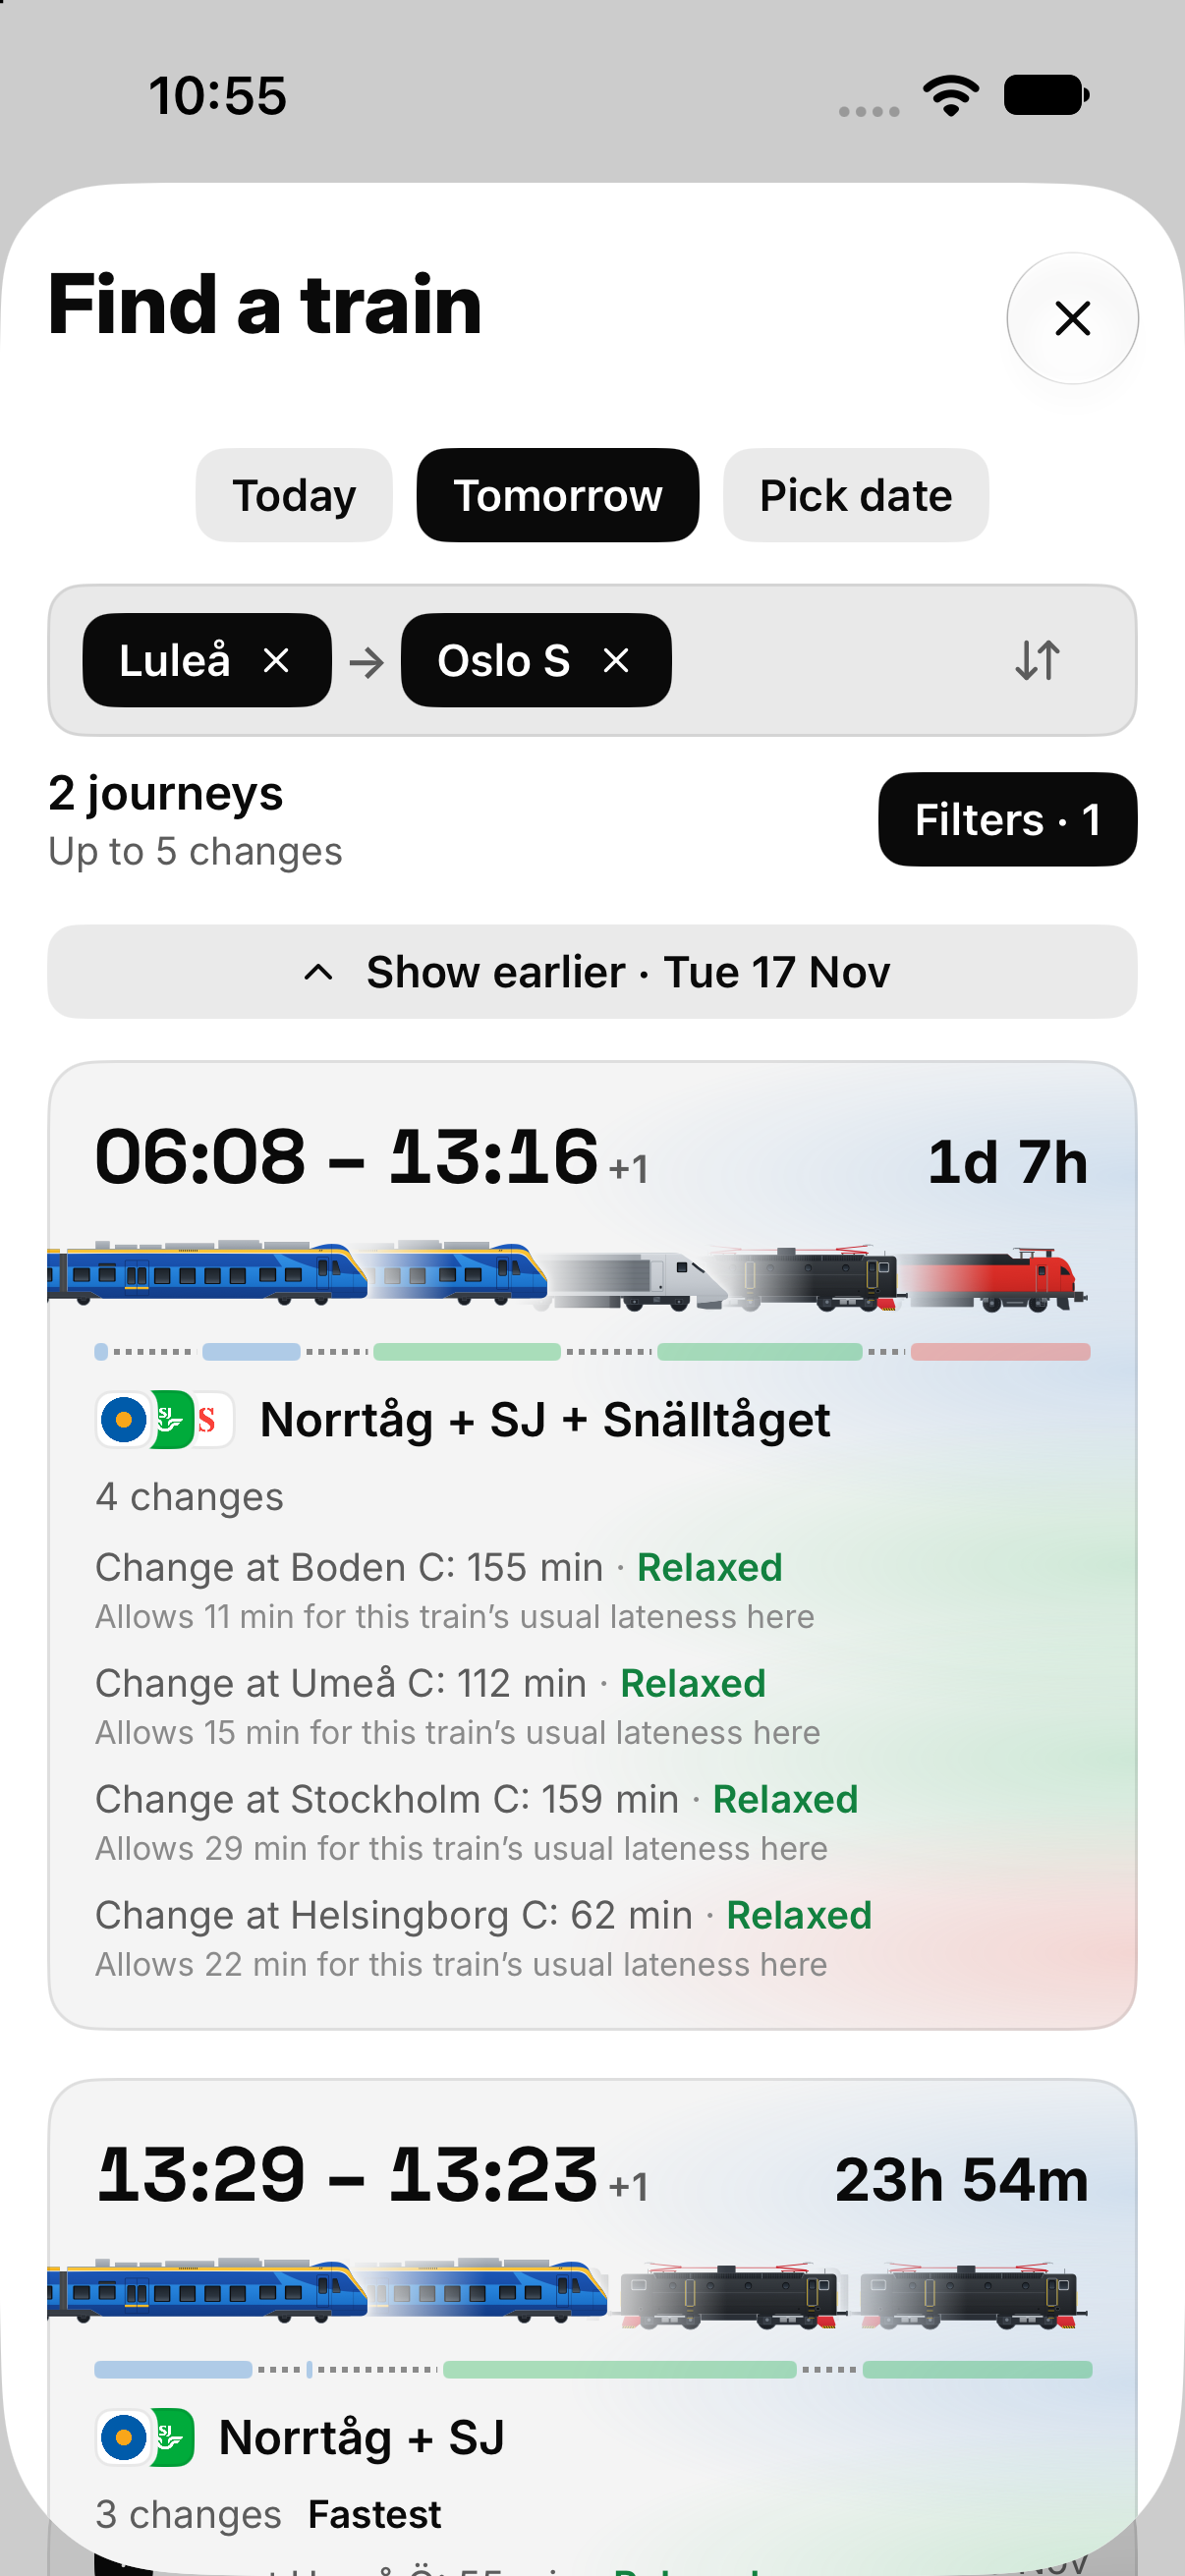 10:55
Find a train
Today
Tomorrow
Pick date
Luleå
Oslo S
2 journeys
Up to 5 changes
Filters · 1
Show earlier · Tue 17 Nov
06:08 – 13:16 +1
1d 7h
SJ S
Norrtåg + SJ + Snälltåget
4 changes
Change at Boden C: 155 min · Relaxed
Allows 11 min for this train’s usual lateness here
Change at Umeå C: 112 min · Relaxed
Allows 15 min for this train’s usual lateness here
Change at Stockholm C: 159 min · Relaxed
Allows 29 min for this train’s usual lateness here
Change at Helsingborg C: 62 min · Relaxed
Allows 22 min for this train’s usual lateness here
13:29 – 13:23 +1
23h 54m
SJ
Norrtåg + SJ
3 changes Fastest